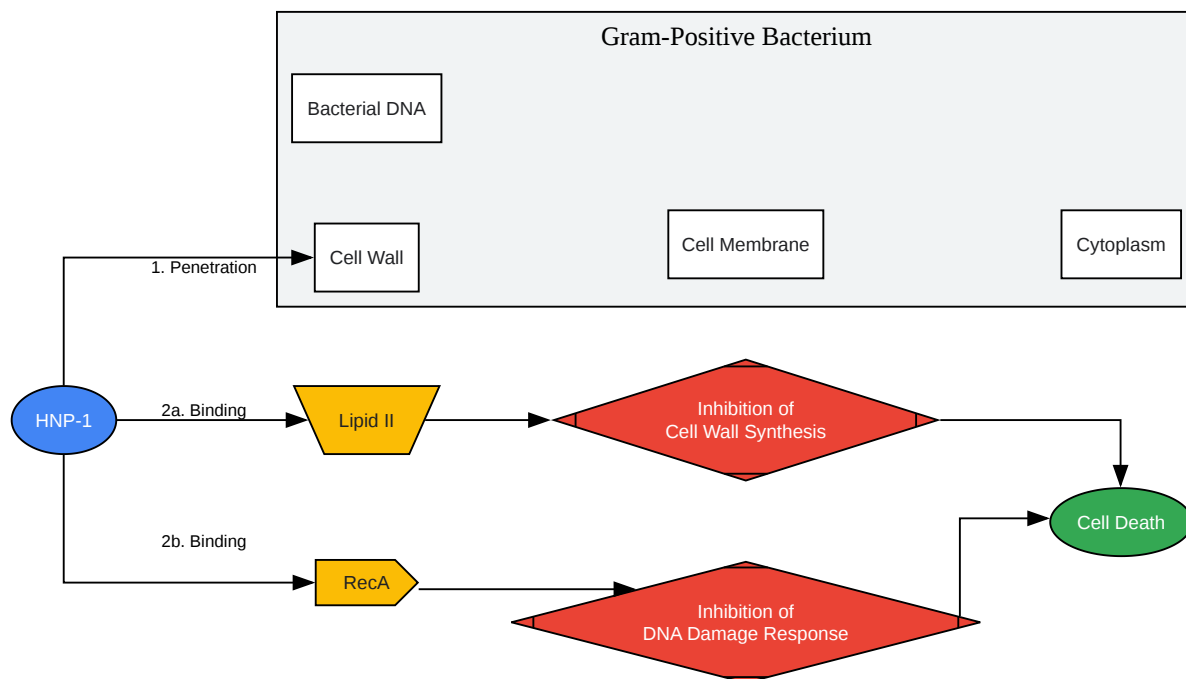 Gram-Positive Bacterium
Bacterial DNA
Cell Wall
Cell Membrane
Cytoplasm
1. Penetration
HNP-1
2a. Binding
Lipid II
Inhibition of
Cell Wall Synthesis
Cell Death
2b. Binding
RecA
Inhibition of
DNA Damage Response